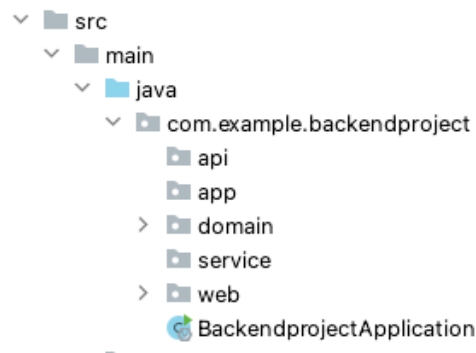 src
main
java
com.example.backendproject
api
app
domain
service
web
BackendprojectApplication